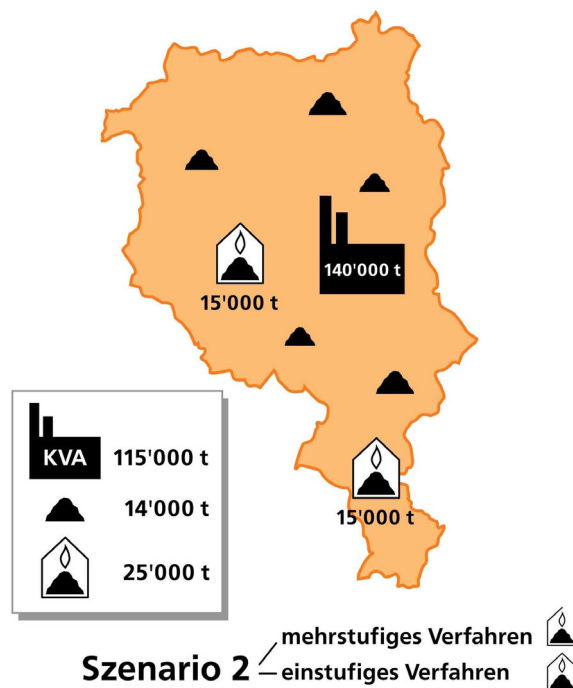 140'000 t
15'000 t
15'000 t
KVA 115'000 t
14'000 t
25'000 t
Szenario 2
mehrstufiges Verfahren
einstufiges Verfahren